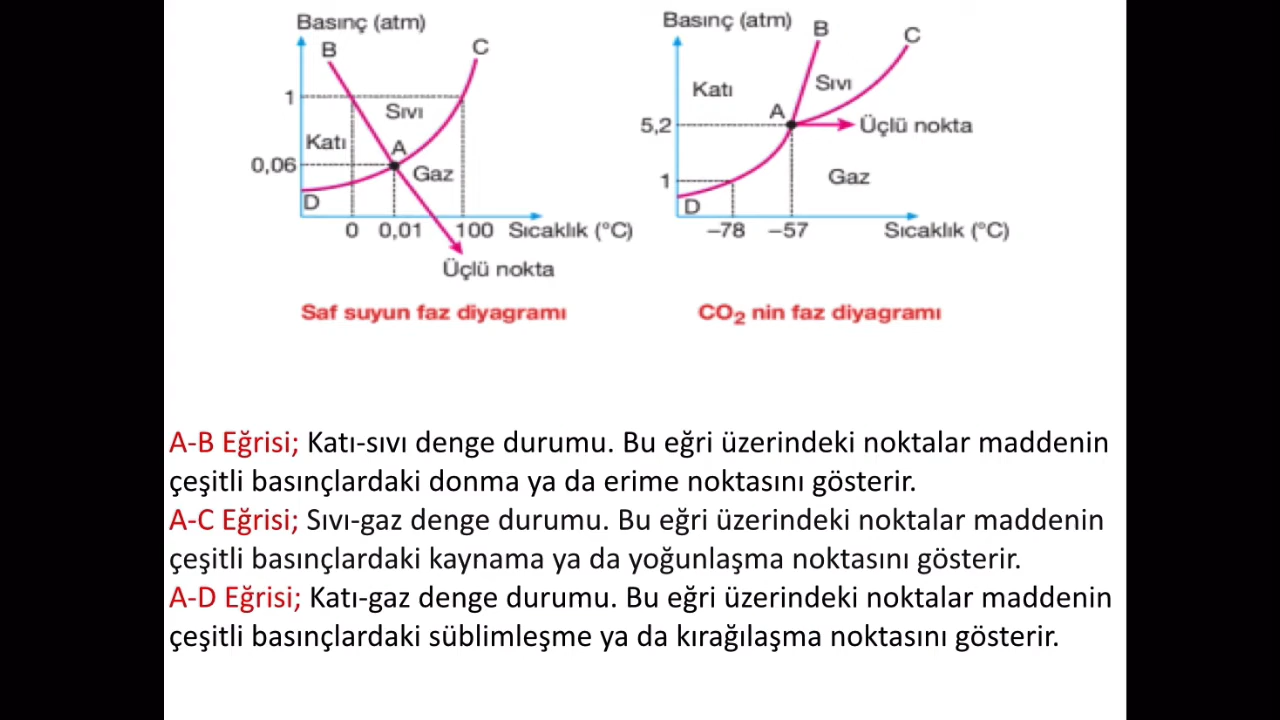 Basınç (atm)
B
C
1
Sıvı
Katı
A
0,06
Gaz
D
0 0,01 100 Sıcaklık (°C)
Üçlü nokta
Saf suyun faz diyagramı
Basınç (atm)
B
C
Katı
Sıvı
A
5,2
Üçlü nokta
1
Gaz
D
–78 –57 Sıcaklık (°C)
CO₂ nin faz diyagramı
A-B Eğrisi; Katı-sıvı denge durumu. Bu eğri üzerindeki noktalar maddenin
çeşitli basınçlardaki donma ya da erime noktasını gösterir.
A-C Eğrisi; Sıvı-gaz denge durumu. Bu eğri üzerindeki noktalar maddenin
çeşitli basınçlardaki kaynama ya da yoğunlaşma noktasını gösterir.
A-D Eğrisi; Katı-gaz denge durumu. Bu eğri üzerindeki noktalar maddenin
çeşitli basınçlardaki süblimleşme ya da kırağılaşma noktasını gösterir.